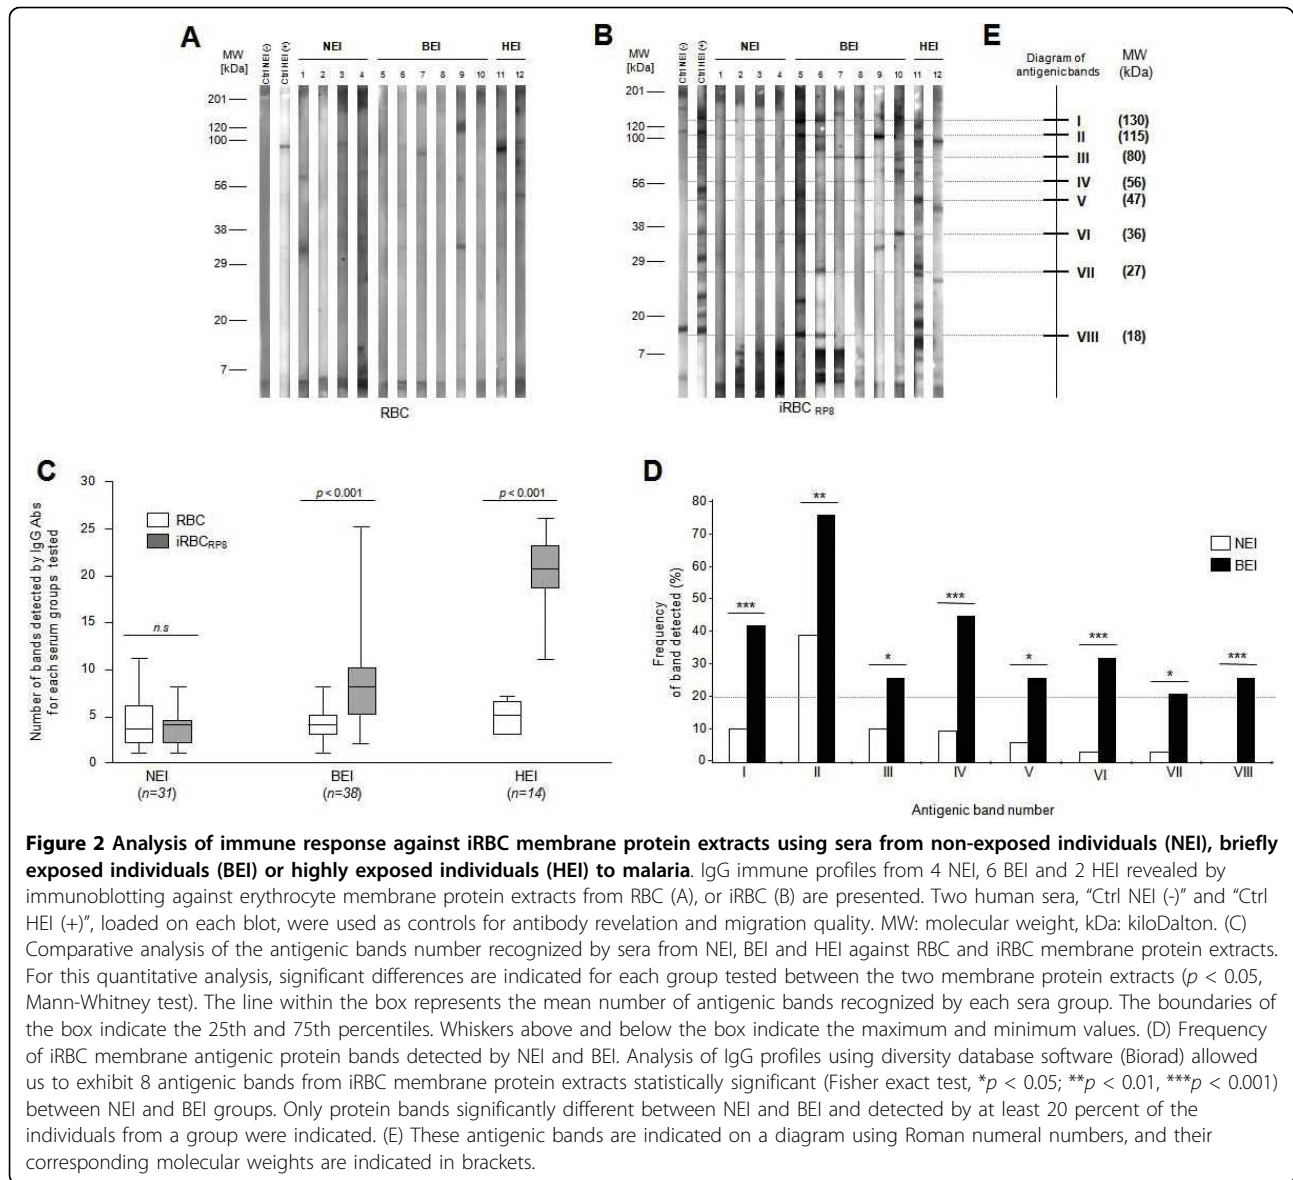 A
MW
[kDa]
Ctrl NEI (-)
Ctrl HEI (+)
NEI
BEI
HEI
1 2 3 4 5 6 7 8 9 10 11 12
201
120
100
56
38
29
20
7
RBC
B
MW
[kDa]
Ctrl NEI (-)
Ctrl HEI (+)
NEI
BEI
HEI
1 2 3 4 5 6 7 8 9 10 11 12
201
120
100
56
38
29
20
7
iRBC RP8
E
Diagram of
antigenic bands
MW
(kDa)
I (130)
II (115)
III (80)
IV (56)
V (47)
VI (36)
VII (27)
VIII (18)
C
Number of bands detected by IgG Abs
for each serum groups tested
30
25
20
15
10
5
0
RBC
iRBCRP8
n.s
p < 0.001
p < 0.001
NEI BEI HEI
(n=31) (n=38) (n=14)
D
Frequency
of band detected (%)
80
70
60
50
40
30
20
10
0
*** ** * *** * *** * ***
NEI
BEI
I II III IV V VI VII VIII
Antigenic band number
Figure 2 Analysis of immune response against iRBC membrane protein extracts using sera from non-exposed individuals (NEI), briefly
exposed individuals (BEI) or highly exposed individuals (HEI) to malaria. IgG immune profiles from 4 NEI, 6 BEI and 2 HEI revealed by
immunoblotting against erythrocyte membrane protein extracts from RBC (A), or iRBC (B) are presented. Two human sera, “Ctrl NEI (-)” and “Ctrl
HEI (+)”, loaded on each blot, were used as controls for antibody revelation and migration quality. MW: molecular weight, kDa: kiloDalton. (C)
Comparative analysis of the antigenic bands number recognized by sera from NEI, BEI and HEI against RBC and iRBC membrane protein extracts.
For this quantitative analysis, significant differences are indicated for each group tested between the two membrane protein extracts (p < 0.05,
Mann-Whitney test). The line within the box represents the mean number of antigenic bands recognized by each sera group. The boundaries of
the box indicate the 25th and 75th percentiles. Whiskers above and below the box indicate the maximum and minimum values. (D) Frequency
of iRBC membrane antigenic protein bands detected by NEI and BEI. Analysis of IgG profiles using diversity database software (Biorad) allowed
us to exhibit 8 antigenic bands from iRBC membrane protein extracts statistically significant (Fisher exact test, *p < 0.05; **p < 0.01, ***p < 0.001)
between NEI and BEI groups. Only protein bands significantly different between NEI and BEI and detected by at least 20 percent of the
individuals from a group were indicated. (E) These antigenic bands are indicated on a diagram using Roman numeral numbers, and their
corresponding molecular weights are indicated in brackets.